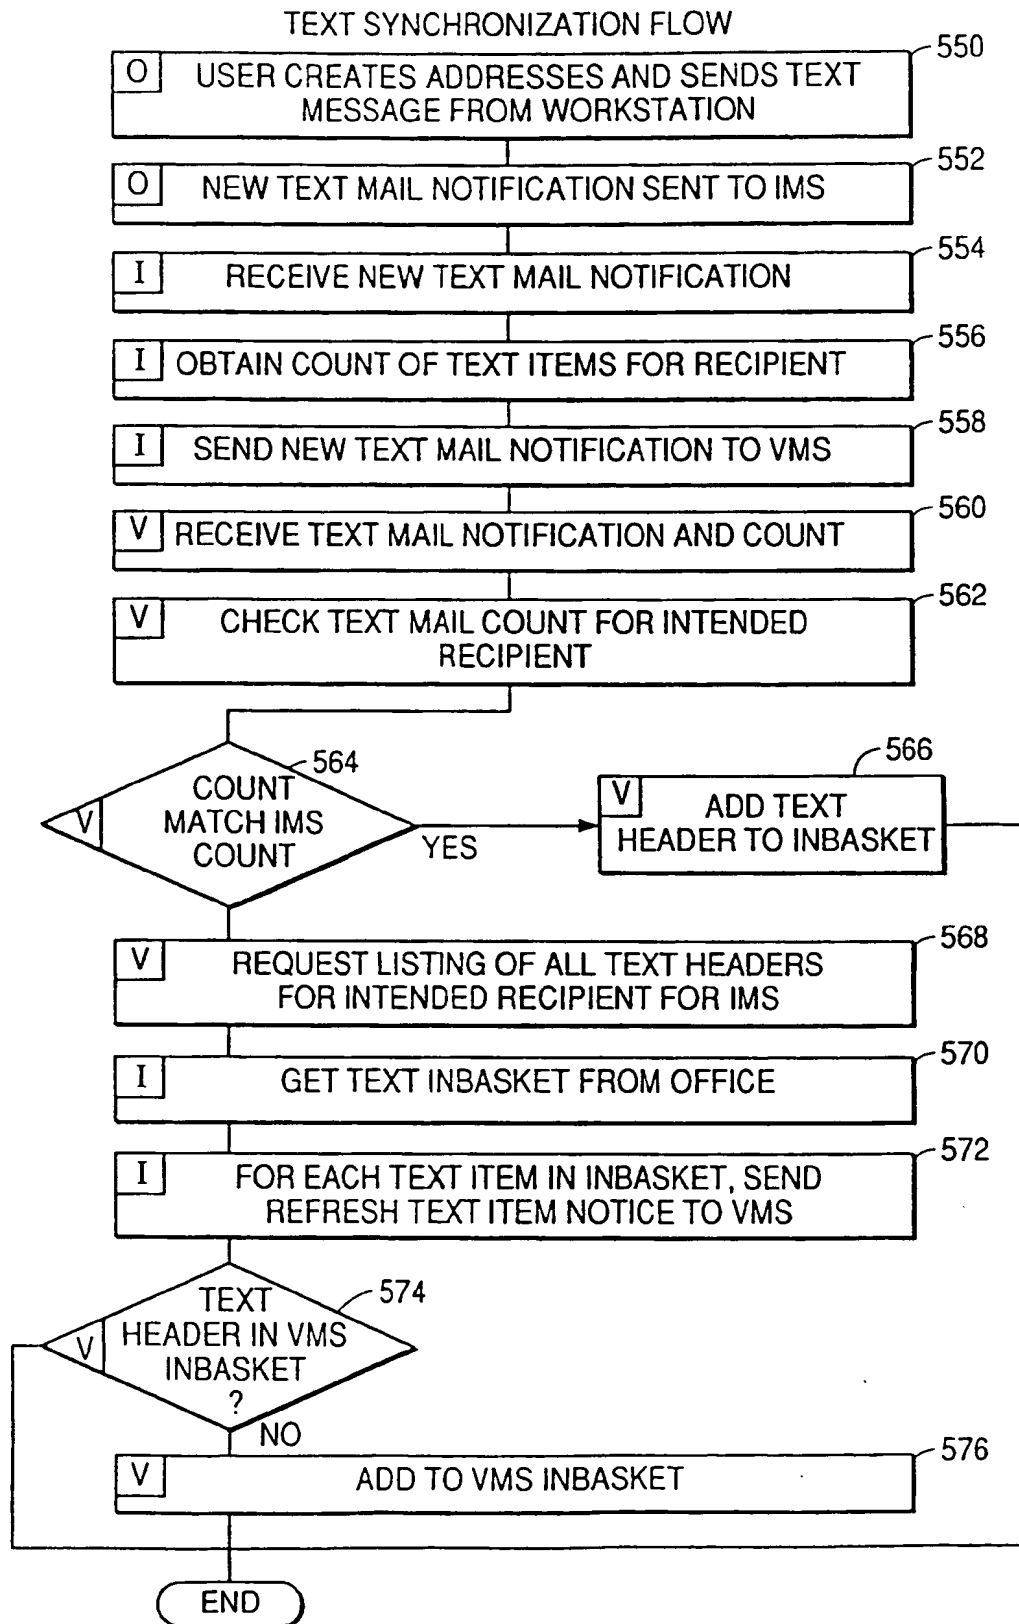 TEXT SYNCHRONIZATION FLOW
550
O USER CREATES ADDRESSES AND SENDS TEXT
MESSAGE FROM WORKSTATION
552
O NEW TEXT MAIL NOTIFICATION SENT TO IMS
554
I RECEIVE NEW TEXT MAIL NOTIFICATION
556
I OBTAIN COUNT OF TEXT ITEMS FOR RECIPIENT
558
I SEND NEW TEXT MAIL NOTIFICATION TO VMS
560
V RECEIVE TEXT MAIL NOTIFICATION AND COUNT
562
V CHECK TEXT MAIL COUNT FOR INTENDED
RECIPIENT
564
COUNT
V MATCH IMS
COUNT
YES
566
V ADD TEXT
HEADER TO INBASKET
568
V REQUEST LISTING OF ALL TEXT HEADERS
FOR INTENDED RECIPIENT FOR IMS
570
I GET TEXT INBASKET FROM OFFICE
572
I FOR EACH TEXT ITEM IN INBASKET, SEND
REFRESH TEXT ITEM NOTICE TO VMS
574
TEXT
V HEADER IN VMS
INBASKET
?
NO
576
V ADD TO VMS INBASKET
END